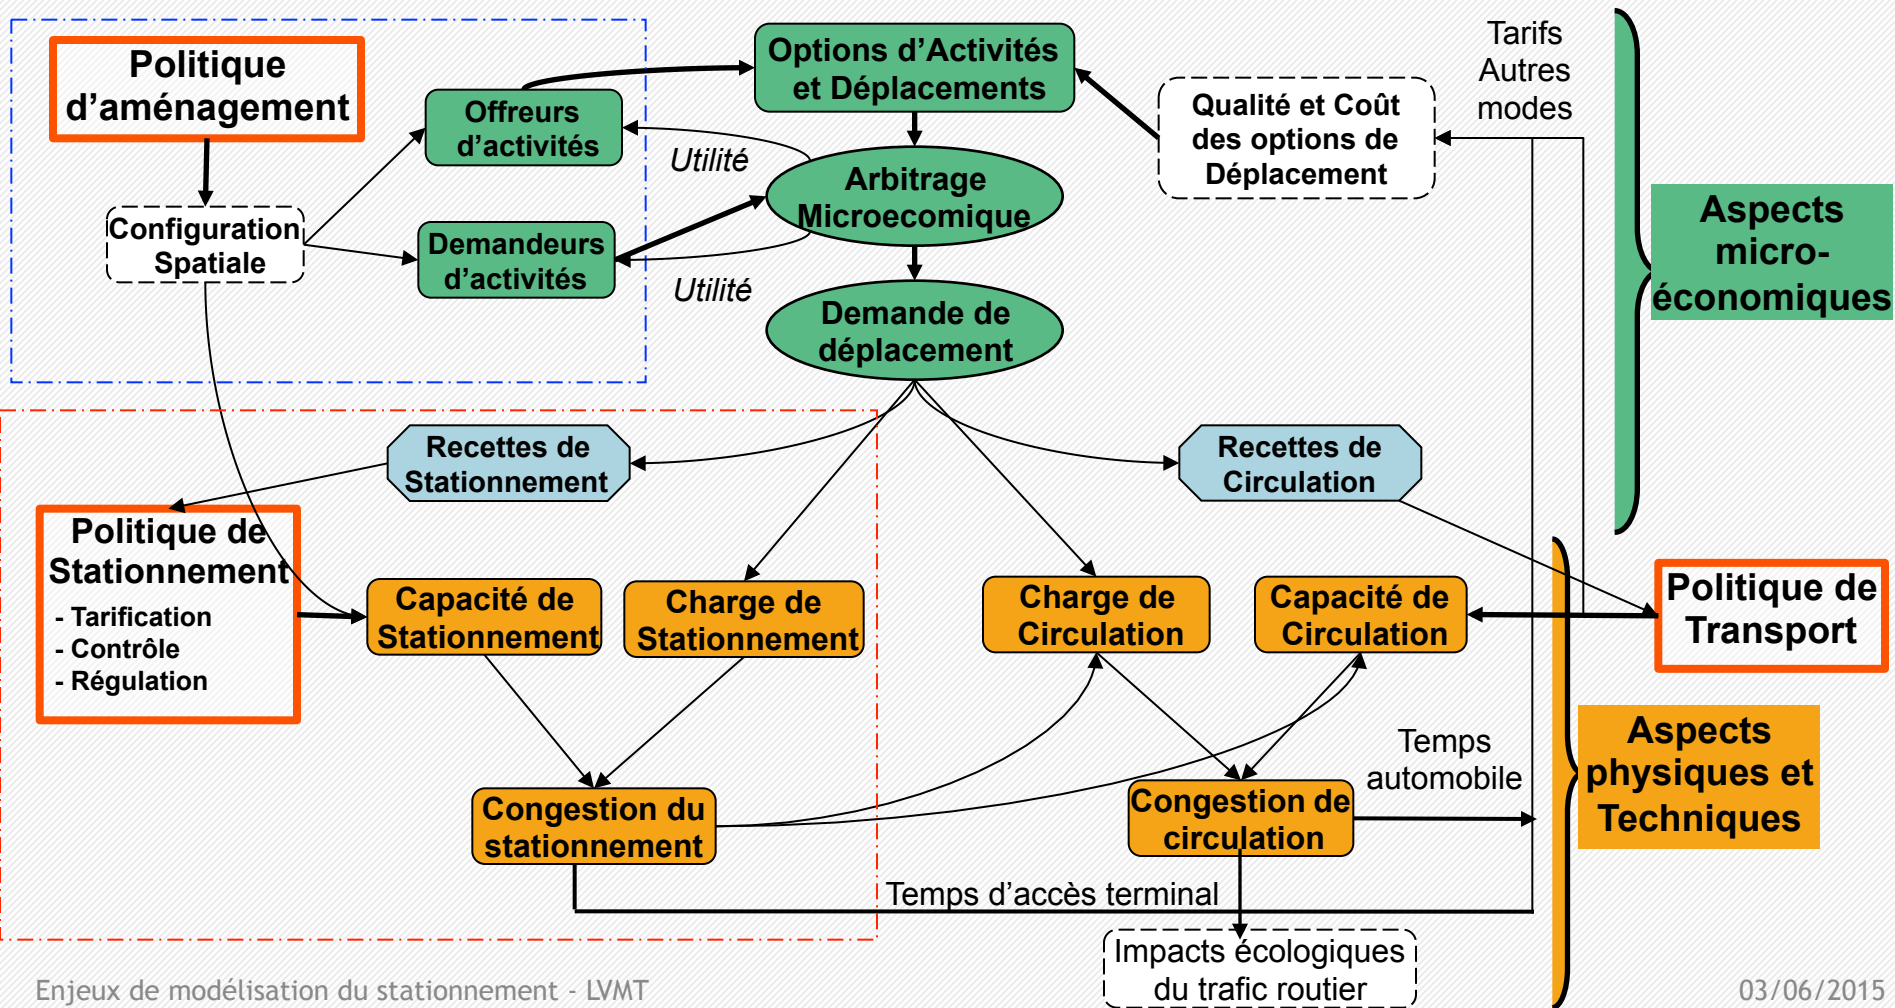 Politique
d'aménagement
Offreurs
d'activités
Options d'Activités
et Déplacements
Tarifs
Autres
modes
Qualité et Coût
des options de
Déplacement
Utilité
Arbitrage
Microecomique
Configuration
Spatiale
Demandeurs
d'activités
Utilité
Demande de
déplacement
Aspects
micro-
économiques
Recettes de
Stationnement
Recettes de
Circulation
Politique de
Stationnement
- Tarification
- Contrôle
- Régulation
Capacité de
Stationnement
Charge de
Stationnement
Charge de
Circulation
Capacité de
Circulation
Politique de
Transport
Temps
automobile
Aspects
physiques et
Techniques
Congestion du
stationnement
Congestion de
circulation
Temps d'accès terminal
Impacts écologiques
du trafic routier
Enjeux de modélisation du stationnement - LVMT
03/06/2015